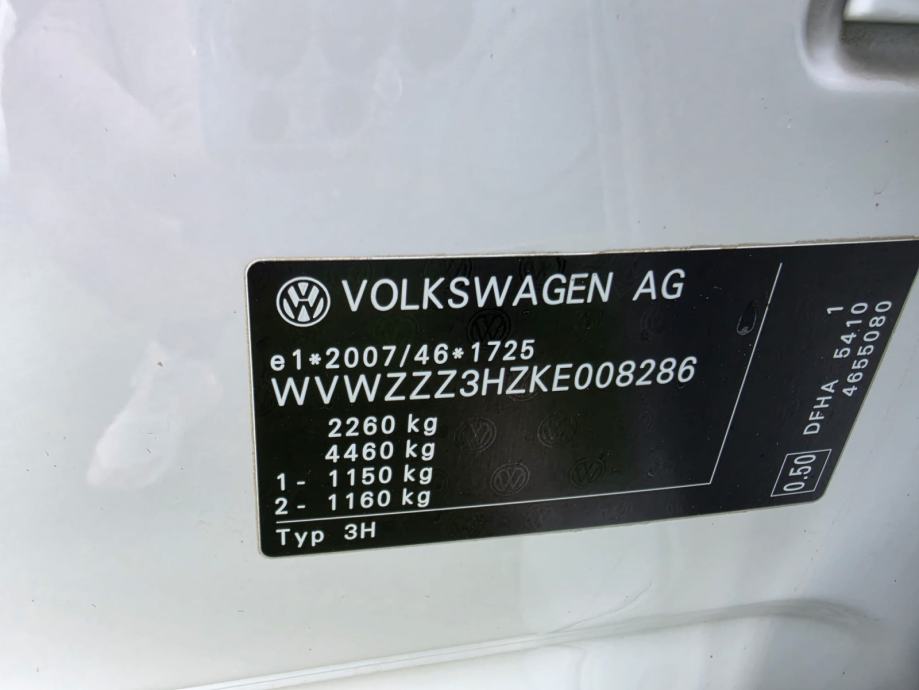 VOLKSWAGEN AG
e1*2007/46*1725
WVWZZZ3HZKE008286
2260 kg
4460 kg
1- 1150 kg
2- 1160 kg
Typ 3H
1
DFHA 5410
4655080
0.50